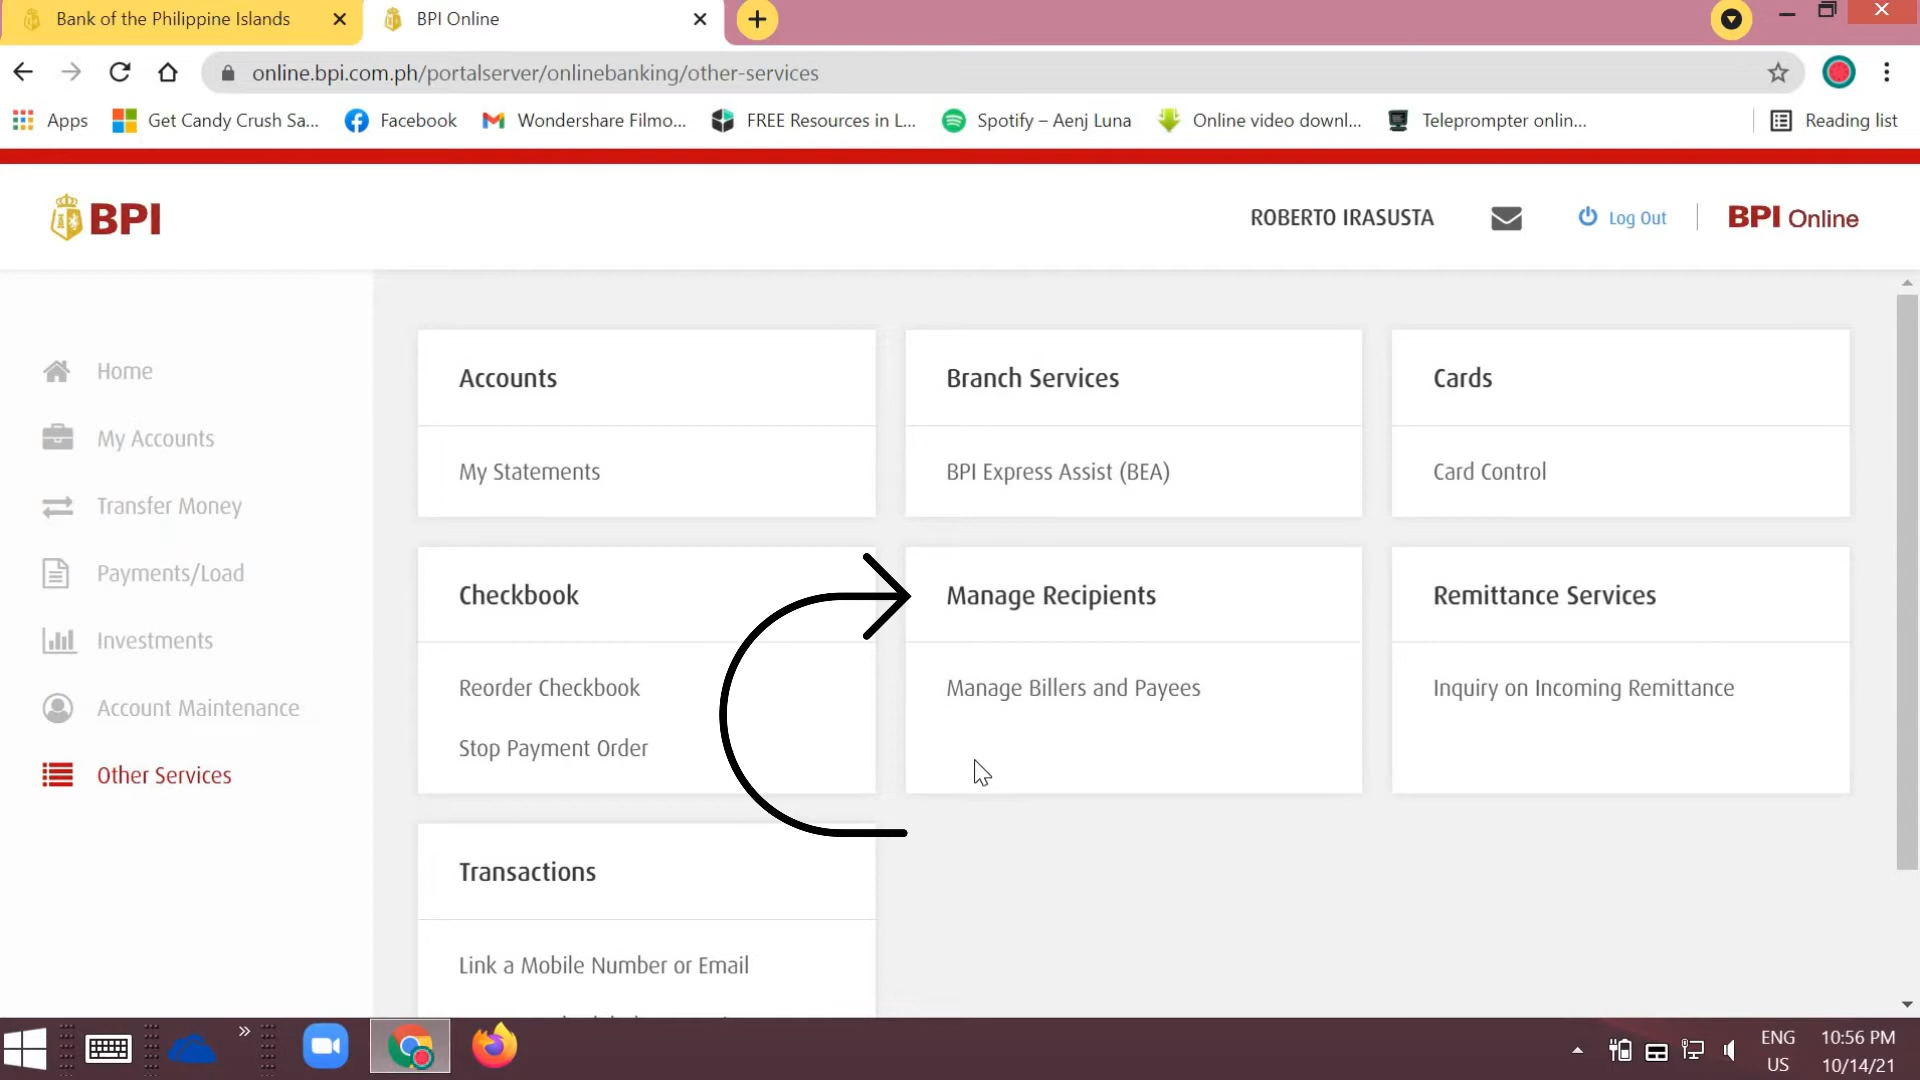 Bank of the Philippine Islands
BPI Online
online.bpi.com.ph/portalserver/onlinebanking/other-services
Apps
Get Candy Crush Sa...
Facebook
Wondershare Filmo...
FREE Resources in L...
Spotify – Aenj Luna
Online video downl...
Teleprompter onlin...
Reading list
BPI
ROBERTO IRASUSTA
Log Out
BPI Online
Home
My Accounts
Transfer Money
Payments/Load
Investments
Account Maintenance
Other Services
Accounts
My Statements
Branch Services
BPI Express Assist (BEA)
Cards
Card Control
Checkbook
Reorder Checkbook
Stop Payment Order
Manage Recipients
Manage Billers and Payees
Remittance Services
Inquiry on Incoming Remittance
Transactions
Link a Mobile Number or Email
ENG
US
10:56 PM
10/14/21